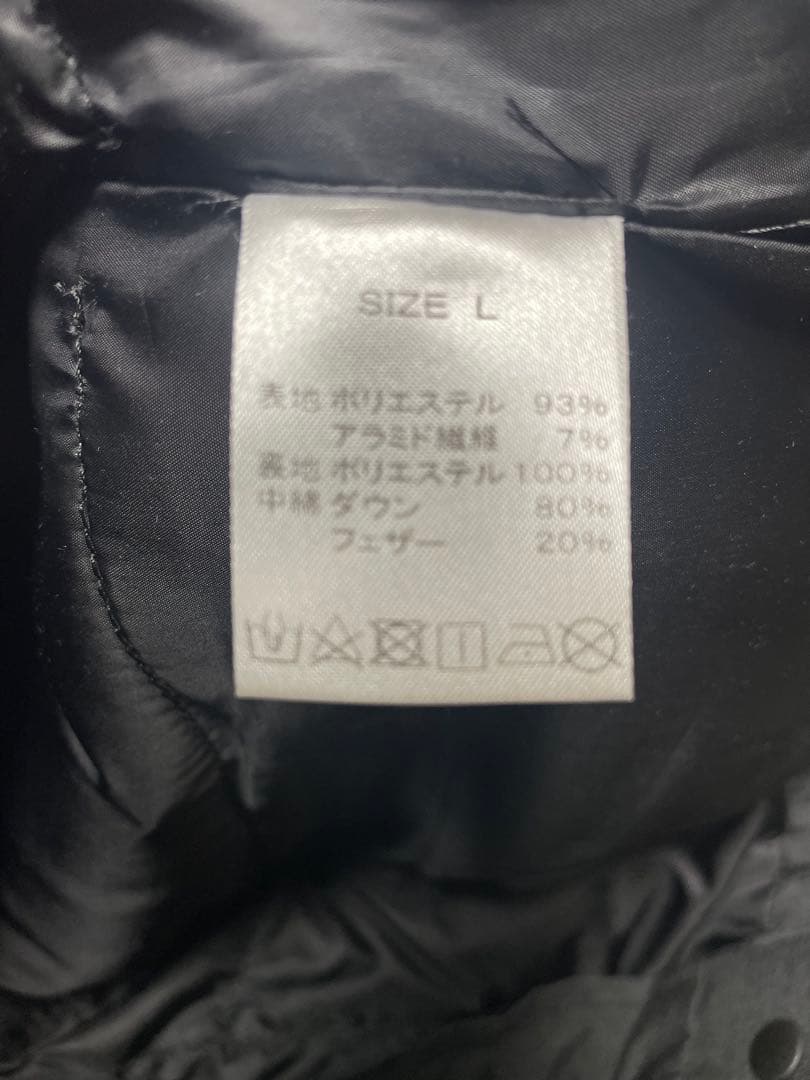 SIZE L
表地 ポリエステル 93%
アラミド繊維 7%
裏地 ポリエステル 100%
中綿 ダウン 80%
フェザー 20%